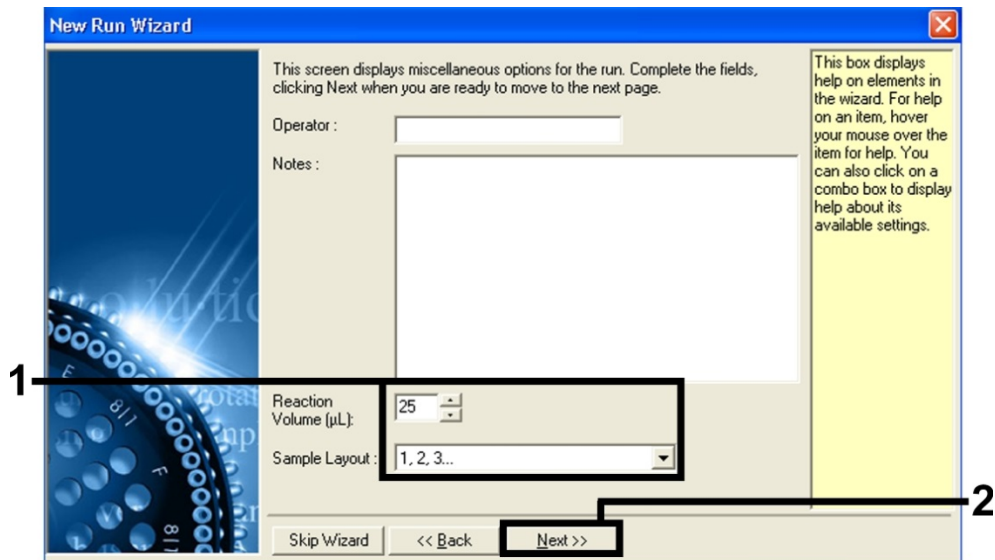 New Run Wizard
This screen displays miscellaneous options for the run. Complete the fields,
clicking Next when you are ready to move to the next page.
Operator :
Notes :
Reaction
Volume (µL):
25
Sample Layout :
1, 2, 3...
Skip Wizard
<< Back
Next >>
This box displays
help on elements in
the wizard. For help
on an item, hover
your mouse over the
item for help. You
can also click on a
combo box to display
help about its
available settings.
1
2
E
8/1
F
8/1